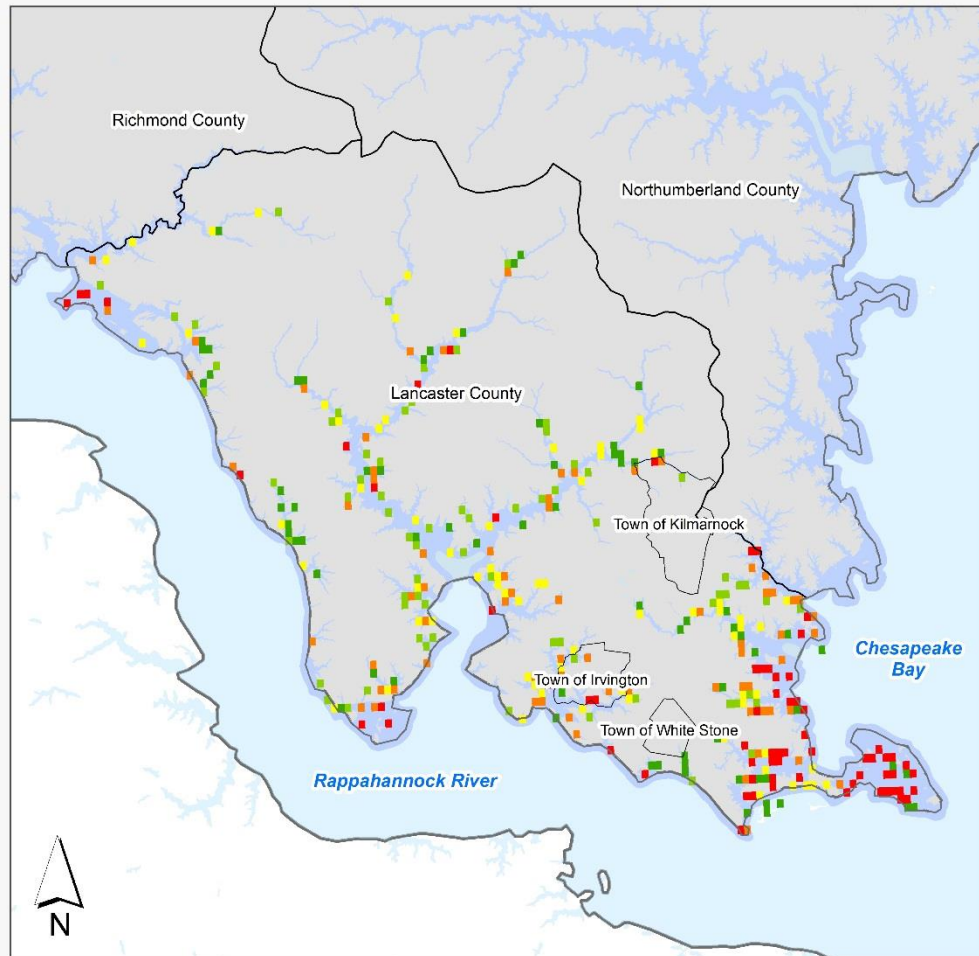 Richmond County
Northumberland County
Lancaster County
Town of Kilmarnock
Chesapeake
Bay
Town of Irvington
Town of White Stone
Rappahannock River
N